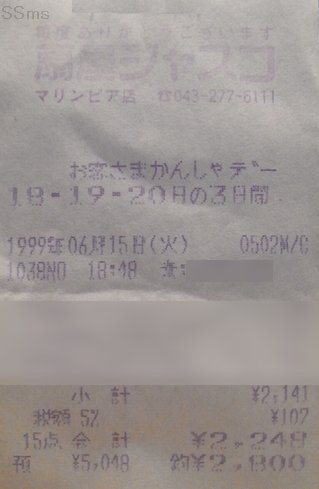 SSms
毎度ありがとうございます
扇屋ジャスコ
マリンピア店 ☎043-277-6111
お客さまかんしゃデー
18-19-20日の3日間
1999年06月15日(火) 0502M/C
1038NO 18:48
小計 ¥2,141
税額 5% ¥107
15点 合計 ¥2,248
預 ¥5,048 釣¥2,800